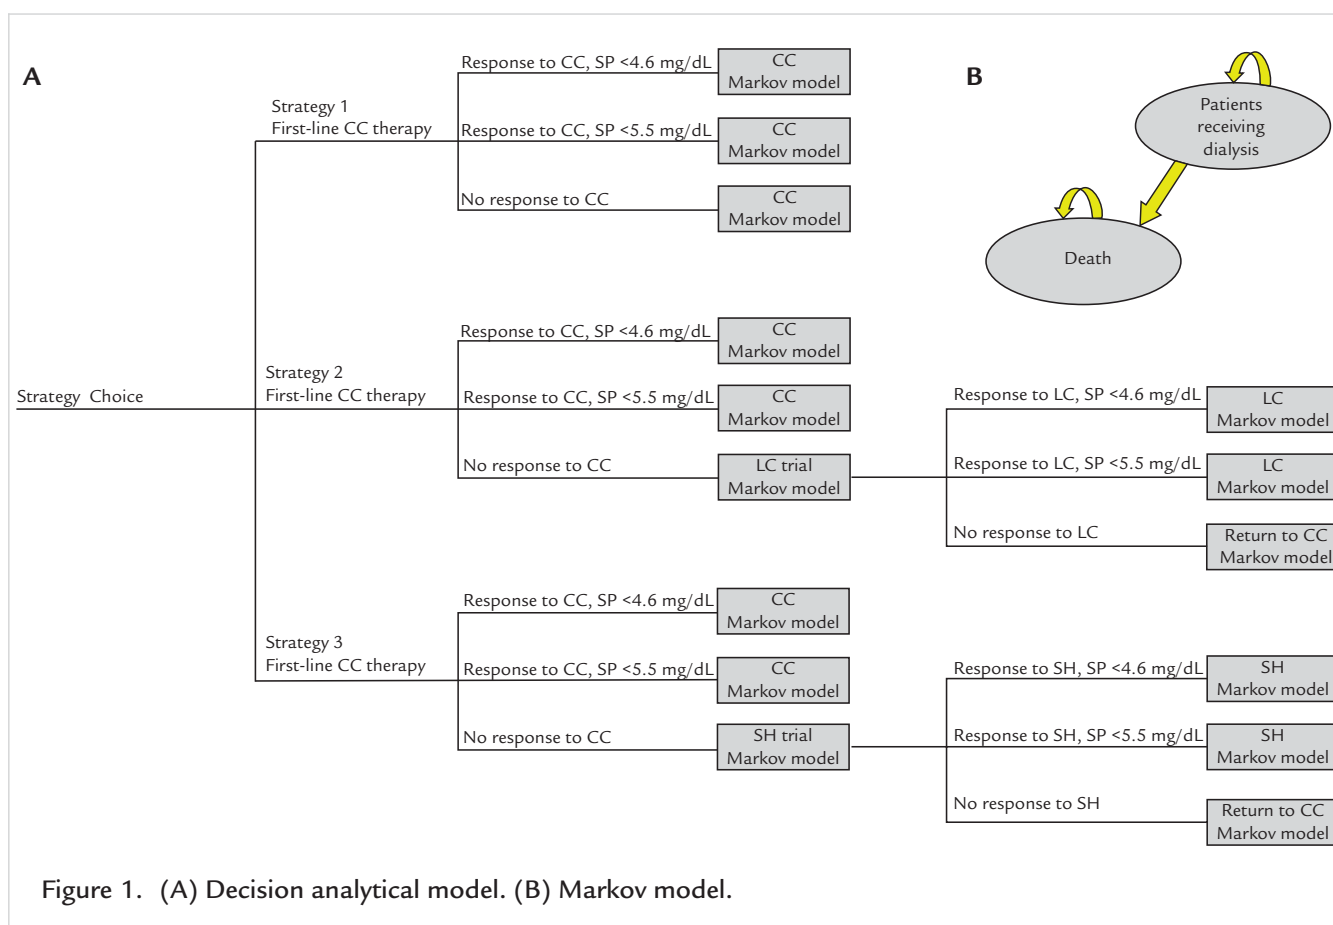 A
Strategy Choice
Strategy 1
First-line CC therapy
Response to CC, SP <4.6 mg/dL
CC
Markov model
Response to CC, SP <5.5 mg/dL
CC
Markov model
No response to CC
CC
Markov model
Strategy 2
First-line CC therapy
Response to CC, SP <4.6 mg/dL
CC
Markov model
Response to CC, SP <5.5 mg/dL
CC
Markov model
No response to CC
LC trial
Markov model
Response to LC, SP <4.6 mg/dL
LC
Markov model
Response to LC, SP <5.5 mg/dL
LC
Markov model
No response to LC
Return to CC
Markov model
Strategy 3
First-line CC therapy
Response to CC, SP <4.6 mg/dL
CC
Markov model
Response to CC, SP <5.5 mg/dL
CC
Markov model
No response to CC
SH trial
Markov model
Response to SH, SP <4.6 mg/dL
SH
Markov model
Response to SH, SP <5.5 mg/dL
SH
Markov model
No response to SH
Return to CC
Markov model
B
Patients
receiving
dialysis
Death
Figure 1. (A) Decision analytical model. (B) Markov model.